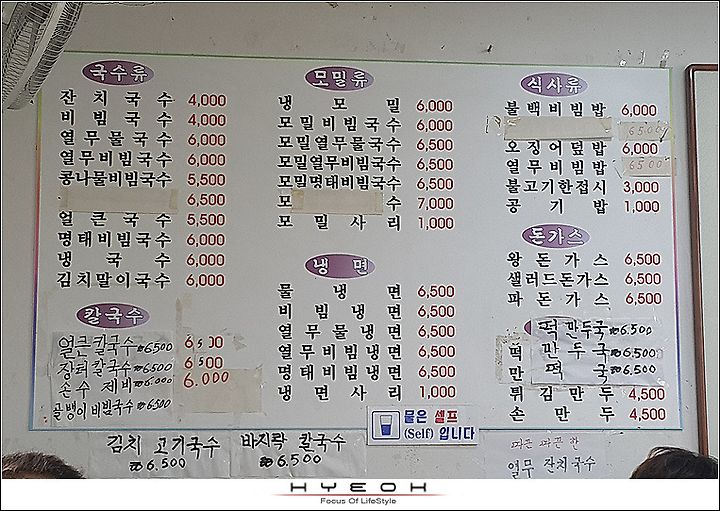 국수류
잔치국수 4,000
비빔국수 4,000
열무물국수 6,000
열무비빔국수 6,000
콩나물비빔국수 5,500
6,500
얼큰국수 5,500
명태비빔국수 6,000
냉국수 6,000
김치말이국수 6,000
칼국수
얼큰칼국수 ₩6,500 6,500
칼국수 ₩6,500 6,500
손수제비 ₩6,000 6,000
골뱅이비빔국수 ₩6,500
모밀류
냉모밀 6,000
모밀비빔국수 6,000
모밀열무물국수 6,500
모밀열무비빔국수 6,500
모밀명태비빔국수 6,500
모 수 7,000
모밀사리 1,000
냉면
물냉면 6,500
비빔냉면 6,500
열무물냉면 6,500
열무비빔냉면 6,500
명태비빔냉면 6,500
냉면사리 1,000
물은 셀프
(Self) 입니다
식사류
불백비빔밥 6,000
6500
오징어덮밥 6,000
열무비빔밥 6500
불고기한접시 3,000
공기밥 1,000
돈가스
왕돈가스 6,500
샐러드돈가스 6,500
파돈가스 6,500
떡만두국 ₩6,500
떡 만두국 ₩6,500
만 떡국 ₩6,500
튀김만두 4,500
손만두 4,500
김치 고기국수
₩6,500
바지락 칼국수
₩6,500
따끈 따끈한
열무 잔치국수
HYEOK
Focus Of LifeStyle